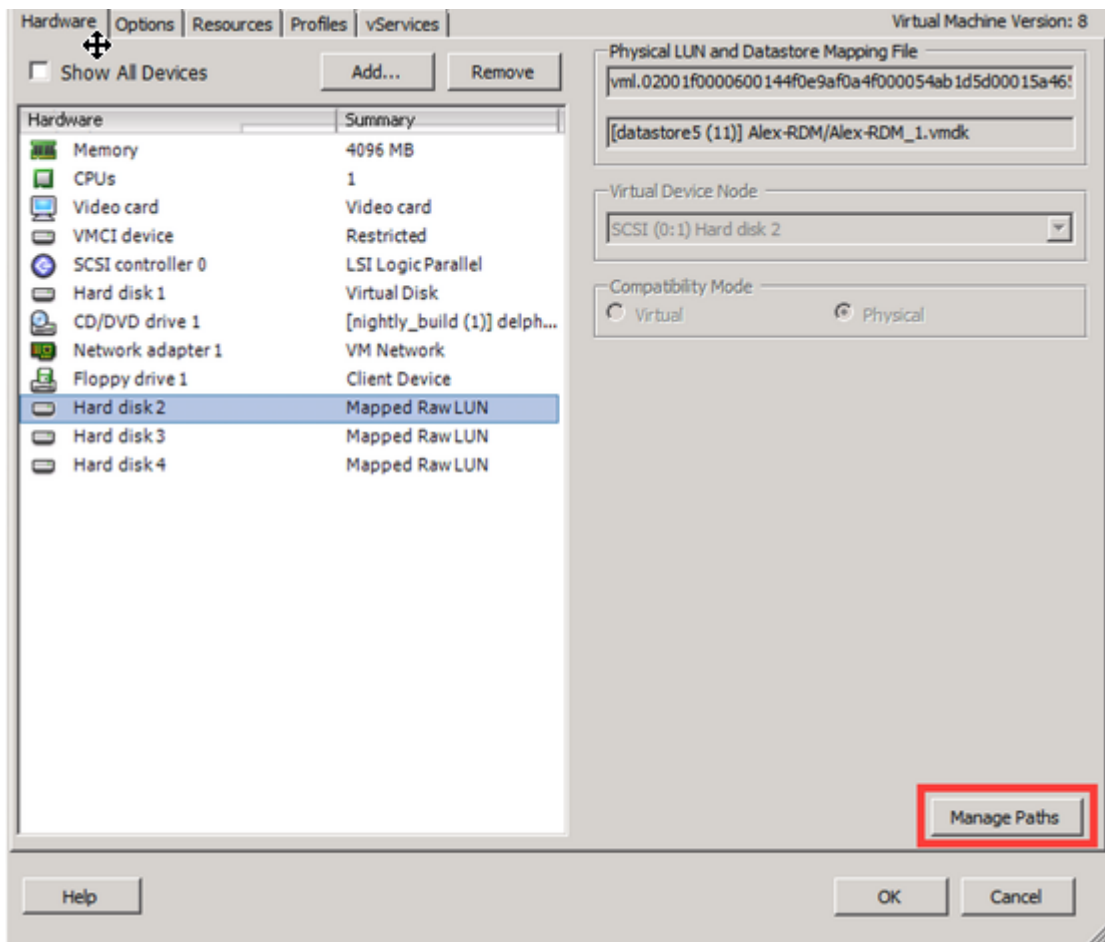 Hardware Options Resources Profiles vServices Virtual Machine Version: 8
Show All Devices Add... Remove
Hardware Summary
Memory 4096 MB
CPUs 1
Video card Video card
VMCI device Restricted
SCSI controller 0 LSI Logic Parallel
Hard disk 1 Virtual Disk
CD/DVD drive 1 [nightly_build (1)] delph...
Network adapter 1 VM Network
Floppy drive 1 Client Device
Hard disk 2 Mapped Raw LUN
Hard disk 3 Mapped Raw LUN
Hard disk 4 Mapped Raw LUN
Physical LUN and Datastore Mapping File
vml.02001f0000600144f0e9af0a4f000054ab1d5d00015a46
[datastore5 (11)] Alex-RDM/Alex-RDM_1.vmdk
Virtual Device Node
SCSI (0:1) Hard disk 2
Compatibility Mode
Virtual Physical
Manage Paths
Help OK Cancel